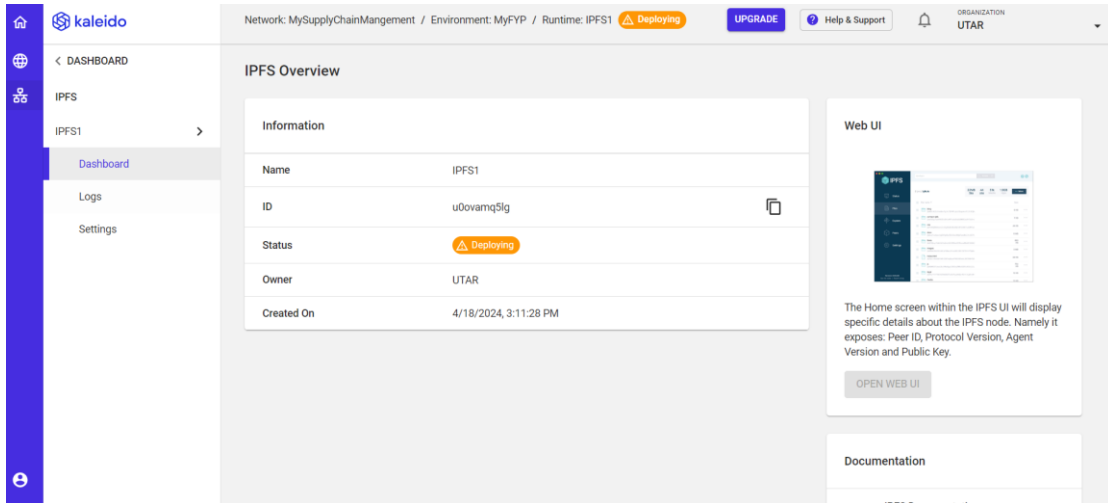 kaleido
Network: MySupplyChainMangement / Environment: MyFYP / Runtime: IPFS1 Deploying
UPGRADE
Help & Support
ORGANIZATION
UTAR
< DASHBOARD
IPFS
IPFS1
Dashboard
Logs
Settings
IPFS Overview
Information
Name IPFS1
ID u0ovamq5lg
Status Deploying
Owner UTAR
Created On 4/18/2024, 3:11:28 PM
Web UI
IPFS
The Home screen within the IPFS UI will display
specific details about the IPFS node. Namely it
exposes: Peer ID, Protocol Version, Agent
Version and Public Key.
OPEN WEB UI
Documentation